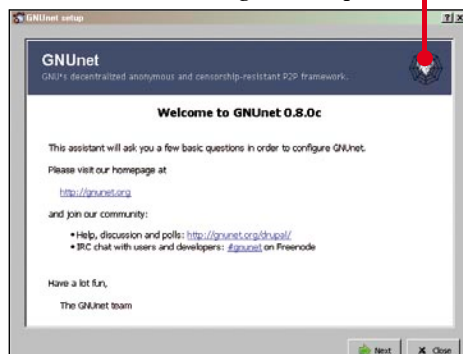 GNUnet setup
GNUnet
GNU's decentralized anonymous and censorship-resistant P2P framework.
Welcome to GNUnet 0.8.0c
This assistant will ask you a few basic questions in order to configure GNUnet.
Please visit our homepage at
http://gnunet.org
and join our community:
• Help, discussion and polls: http://gnunet.org/drupal/
• IRC chat with users and developers: #gnunet on Freenode
Have a lot fun,
The GNUnet team
Next
Close